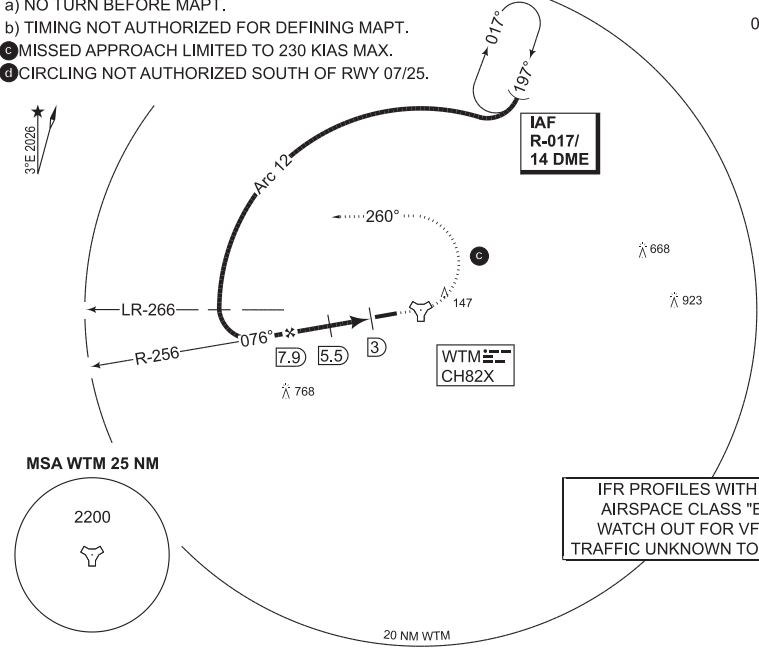 a) NO TURN BEFORE MAPT.
b) TIMING NOT AUTHORIZED FOR DEFINING MAPT.
c MISSED APPROACH LIMITED TO 230 KIAS MAX.
d CIRCLING NOT AUTHORIZED SOUTH OF RWY 07/25.
0
3°E 2026
017°
197°
IAF
R-017/
14 DME
Arc 12
260°
c
668
923
147
LR-266
R-256
076°
7.9
5.5
3
WTM
CH82X
768
MSA WTM 25 NM
2200
IFR PROFILES WITH
AIRSPACE CLASS "E
WATCH OUT FOR VF
TRAFFIC UNKNOWN TO
20 NM WTM